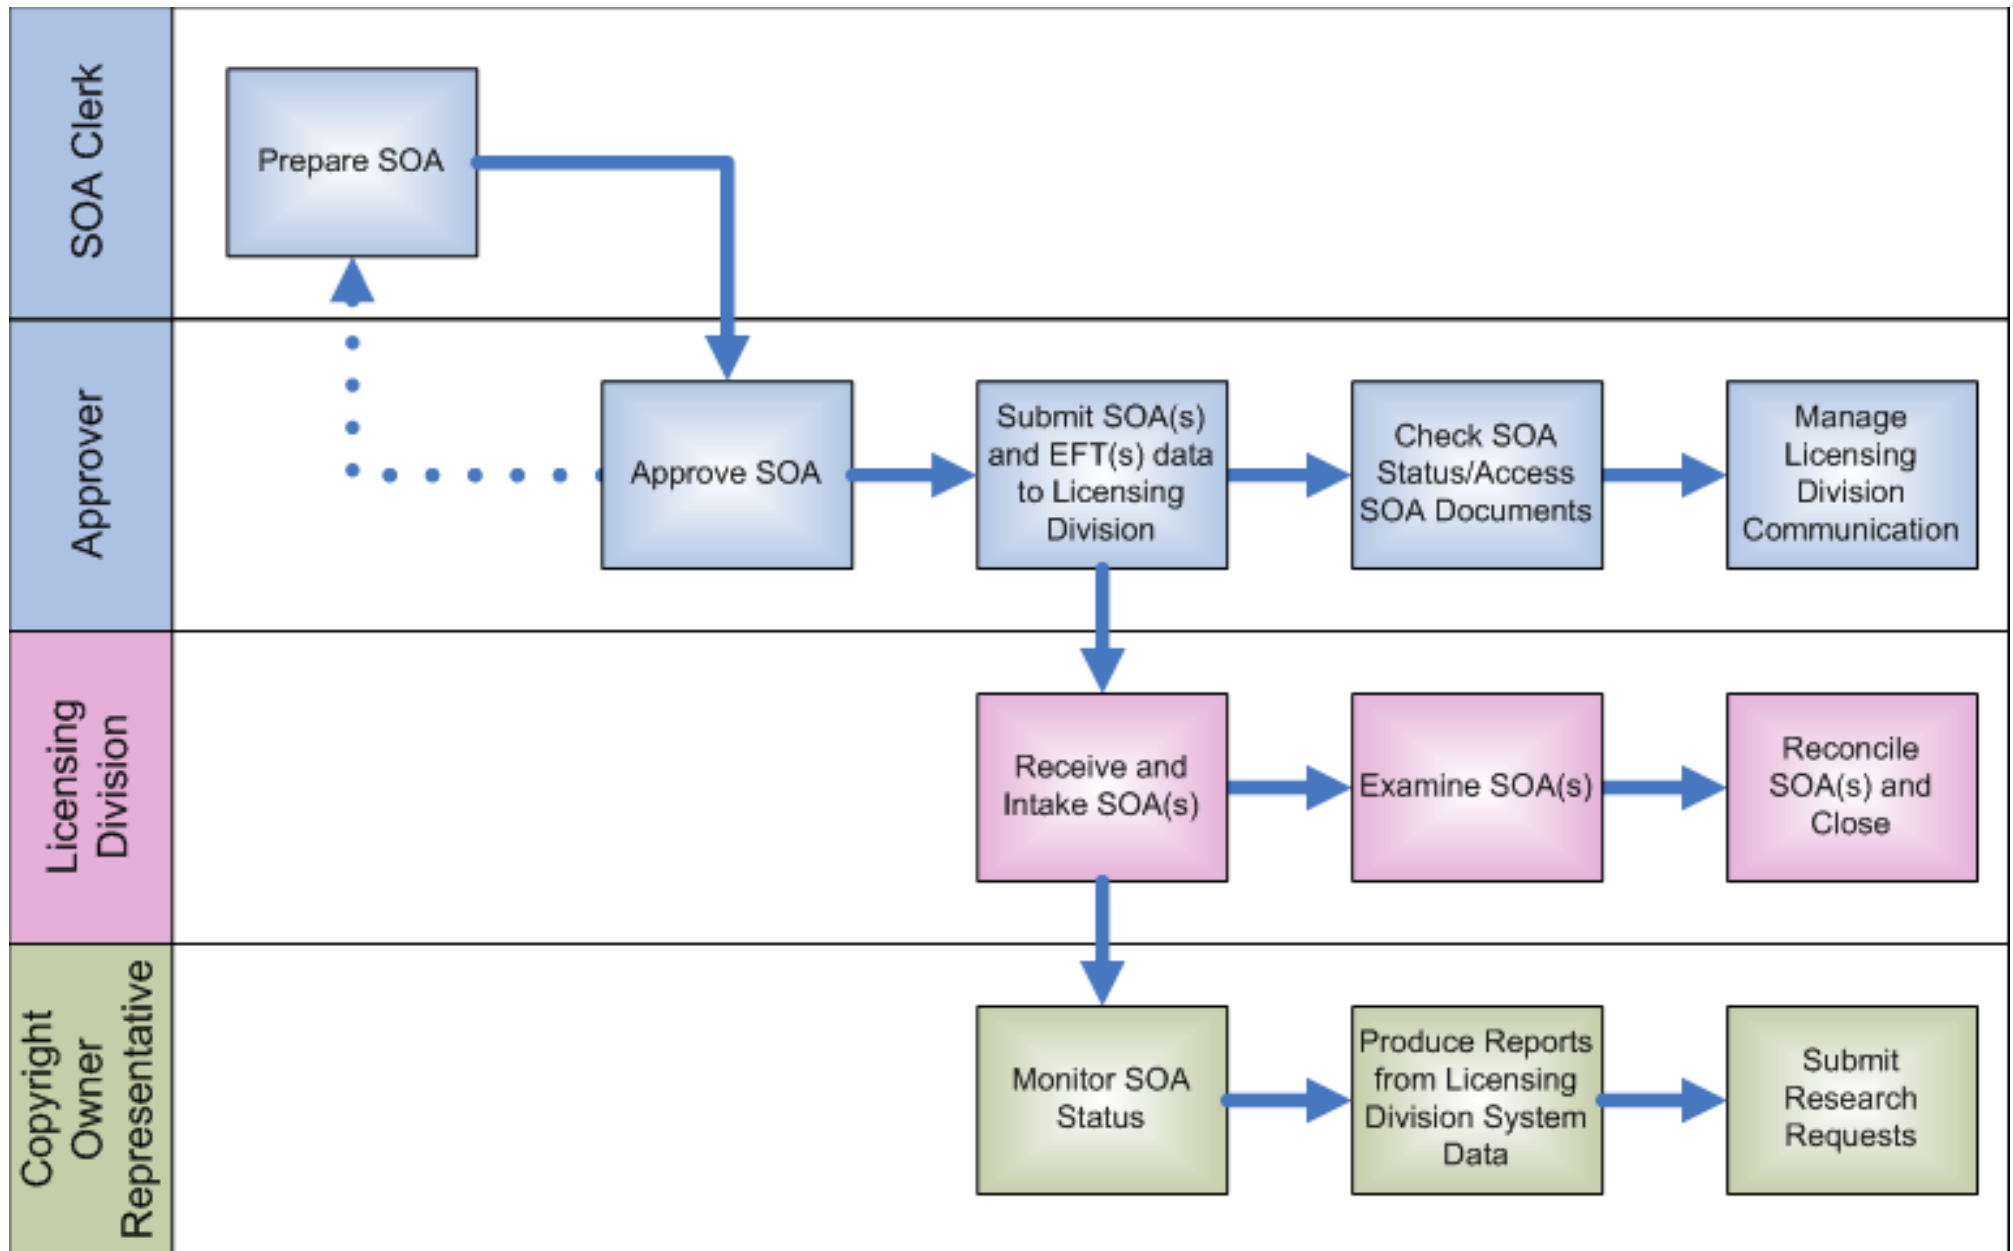 SOA Clerk
Prepare SOA
Approver
Approve SOA
Submit SOA(s)
and EFT(s) data
to Licensing
Division
Check SOA
Status/Access
SOA Documents
Manage
Licensing
Division
Communication
Licensing
Division
Receive and
Intake SOA(s)
Examine SOA(s)
Reconcile
SOA(s) and
Close
Copyright
Owner
Representative
Monitor SOA
Status
Produce Reports
from Licensing
Division System
Data
Submit
Research
Requests